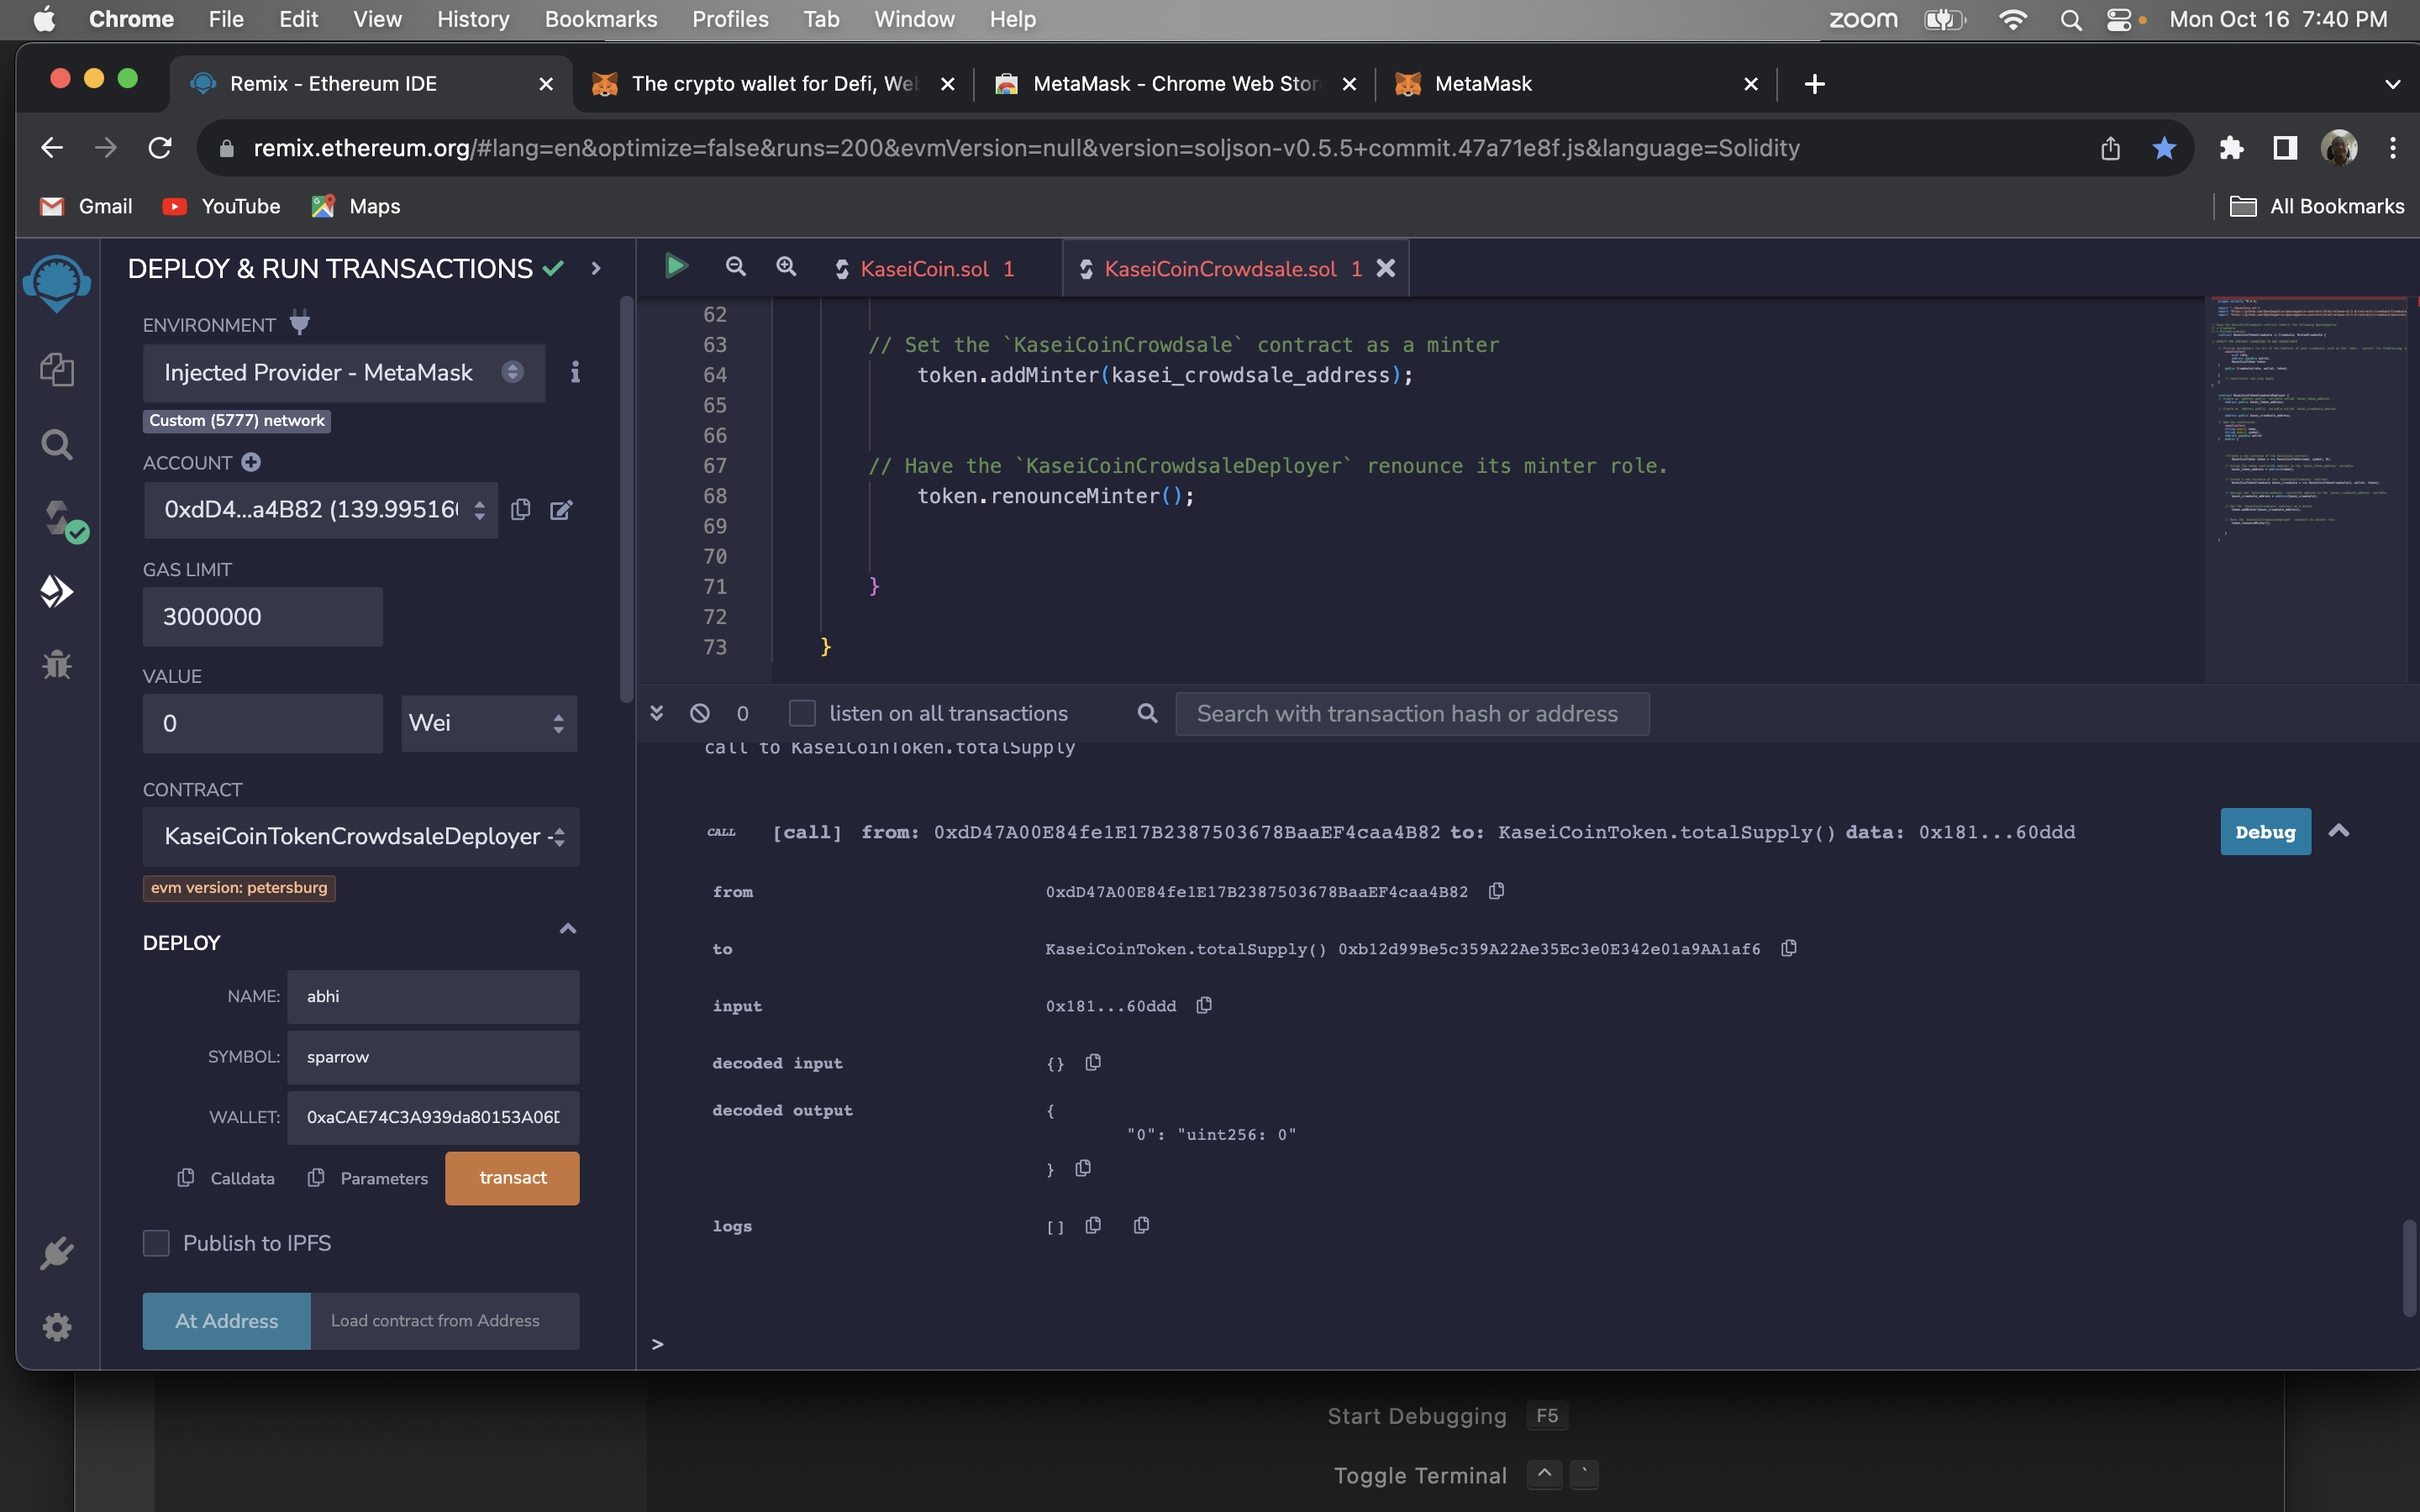 Chrome File Edit View History Bookmarks Profiles Tab Window Help zoom Mon Oct 16 7:40 PM
Remix - Ethereum IDE The crypto wallet for Defi, Web MetaMask - Chrome Web Stor MetaMask
remix.ethereum.org/#lang=en&optimize=false&runs=200&evmVersion=null&version=soljson-v0.5.5+commit.47a71e8f.js&language=Solidity
Gmail YouTube Maps All Bookmarks
DEPLOY & RUN TRANSACTIONS
ENVIRONMENT
Injected Provider - MetaMask
Custom (5777) network
ACCOUNT
0xdD4...a4B82 (139.995160
GAS LIMIT
3000000
VALUE
0 Wei
CONTRACT
KaseiCoinTokenCrowdsaleDeployer -
evm version: petersburg
DEPLOY
NAME: abhi
SYMBOL: sparrow
WALLET: 0xaCAE74C3A939da80153A06D
Calldata Parameters transact
Publish to IPFS
At Address Load contract from Address
KaseiCoin.sol 1 KaseiCoinCrowdsale.sol 1
62
63 // Set the `KaseiCoinCrowdsale` contract as a minter
64 token.addMinter(kasei_crowdsale_address);
65
66
67 // Have the `KaseiCoinCrowdsaleDeployer` renounce its minter role.
68 token.renounceMinter();
69
70
71 }
72
73 }
0 listen on all transactions Search with transaction hash or address
call to KaseiCoinToken.totalSupply
CALL [call] from: 0xdD47A00E84fe1E17B2387503678BaaEF4caa4B82 to: KaseiCoinToken.totalSupply() data: 0x181...60ddd Debug
from 0xdD47A00E84fe1E17B2387503678BaaEF4caa4B82
to KaseiCoinToken.totalSupply() 0xb12d99Be5c359A22Ae35Ec3e0E342e01a9AA1af6
input 0x181...60ddd
decoded input {}
decoded output {
"0": "uint256: 0"
}
logs []
>
Start Debugging F5
Toggle Terminal ^ `